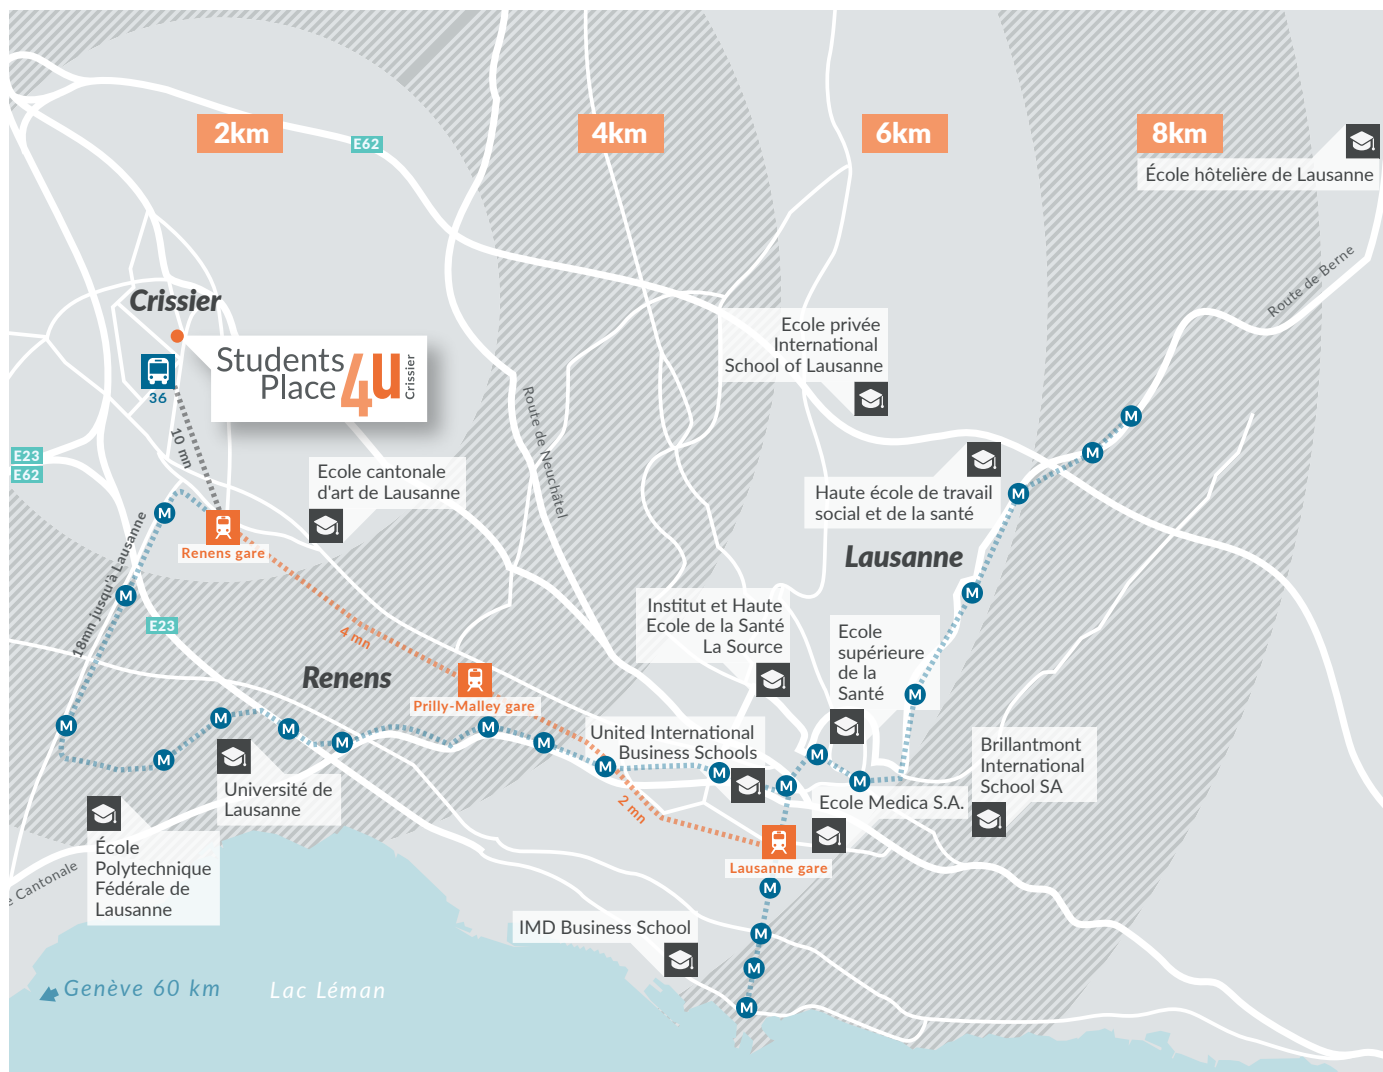 2km
4km
6km
8km
E62
École hôtelière de Lausanne
Route de Berne
Crissier
Students
Place
4u
Crissier
36
10 mn
Ecole privée
International
School of Lausanne
Route de Neuchâtel
E23
E62
Ecole cantonale
d'art de Lausanne
Haute école de travail
social et de la santé
M
M
M
M
Renens gare
18mn jusqu'à Lausanne
Lausanne
M
M
E23
4 mn
Institut et Haute
Ecole de la Santé
La Source
Ecole
supérieure
de la
Santé
Renens
Prilly-Malley gare
M
M
M
M
M
M
M
M
United International
Business Schools
M
M
M
M
M
M
Brillantmont
International
School SA
Université de
Lausanne
2 mn
Ecole Medica S.A.
École
Polytechnique
Fédérale de
Lausanne
e Cantonale
Lausanne gare
M
IMD Business School
M
M
M
Genève 60 km
Lac Léman